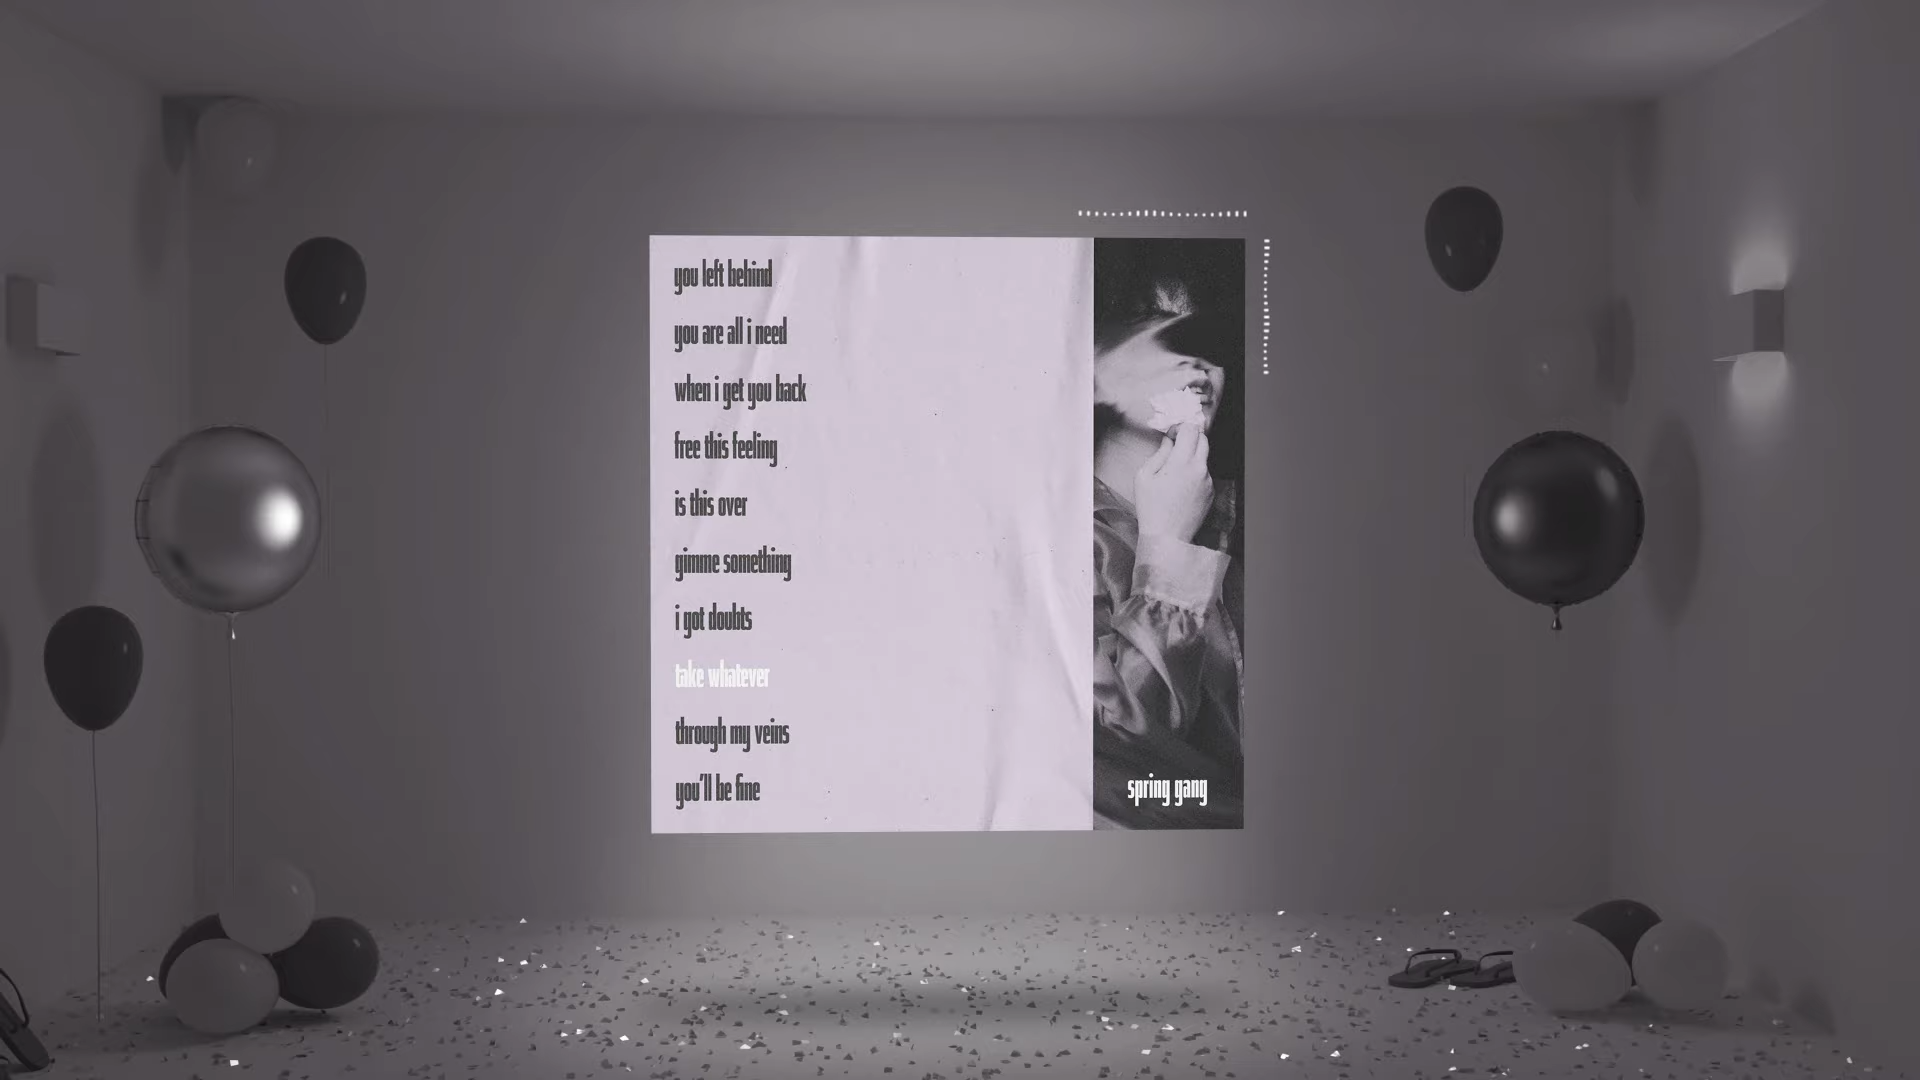 you left behind
you are all i need
when i get you back
free this feeling
is this over
gimme something
i got doubts
take whatever
through my veins
you'll be fine
spring gang